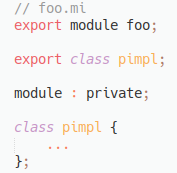 // foo.mi
export module foo;
export class pimpl;
module : private;
class pimpl {
...
};